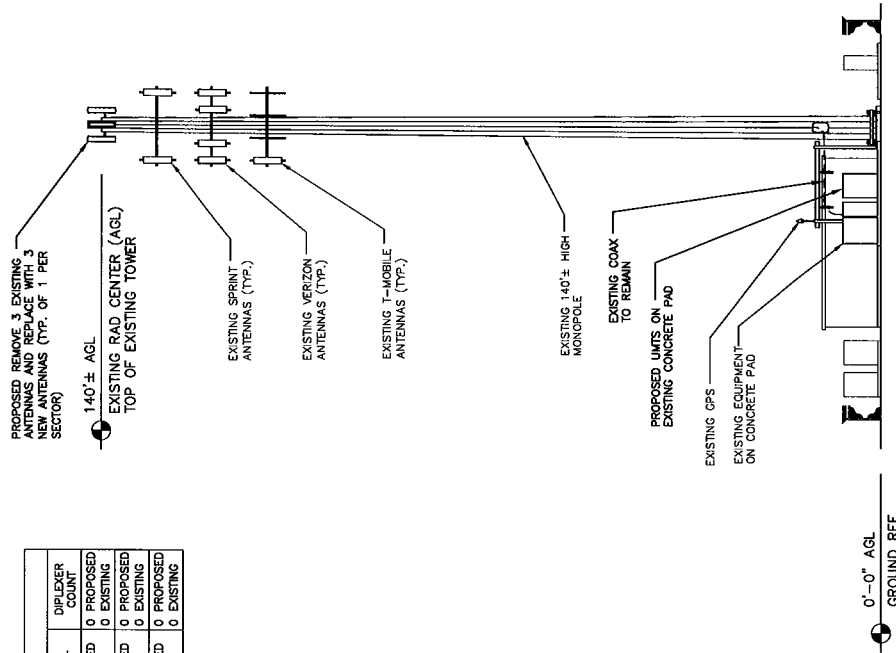 PROPOSED REMOVE 3 EXISTING
ANTENNAS AND REPLACE WITH 3
NEW ANTENNAS (TYP. OF 1 PER
SECTOR)
140'± AGL
EXISTING RAD CENTER (AGL)
TOP OF EXISTING TOWER
EXISTING SPRINT
ANTENNAS (TYP.)
EXISTING VERIZON
ANTENNAS (TYP.)
EXISTING T-MOBILE
ANTENNAS (TYP.)
EXISTING 140'± HIGH
MONOPOLE
EXISTING COAX
TO REMAIN
PROPOSED UMTS ON
EXISTING CONCRETE PAD
EXISTING GPS
EXISTING EQUIPMENT
ON CONCRETE PAD
0'-0" AGL
GROUND REF
DIPLEXER
COUNT
0 PROPOSED
0 EXISTING
0 PROPOSED
0 EXISTING
0 PROPOSED
0 EXISTING